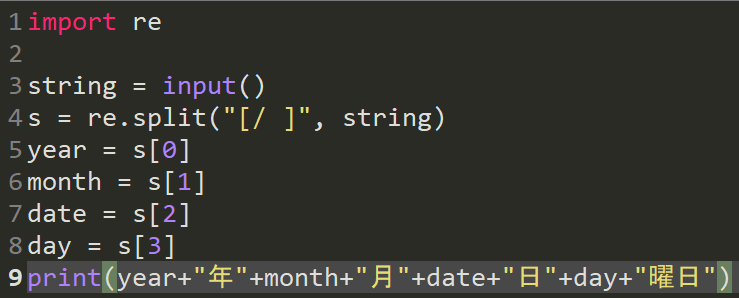 1 import re
2
3 string = input()
4 s = re.split("[/ ]", string)
5 year = s[0]
6 month = s[1]
7 date = s[2]
8 day = s[3]
9 print(year+"年"+month+"月"+date+"日"+day+"曜日")